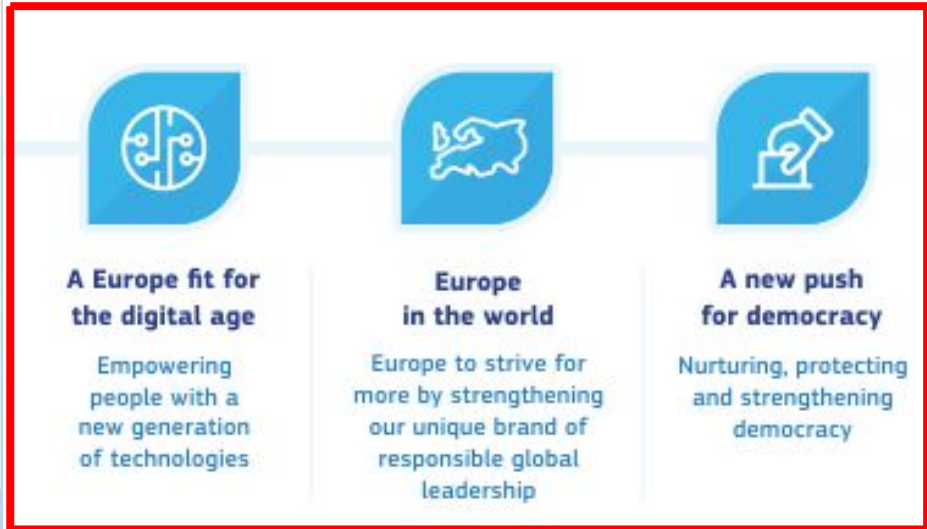 A Europe fit for
the digital age
Empowering
people with a
new generation
of technologies
Europe
in the world
Europe to strive for
more by strengthening
our unique brand of
responsible global
leadership
A new push
for democracy
Nurturing, protecting
and strengthening
democracy